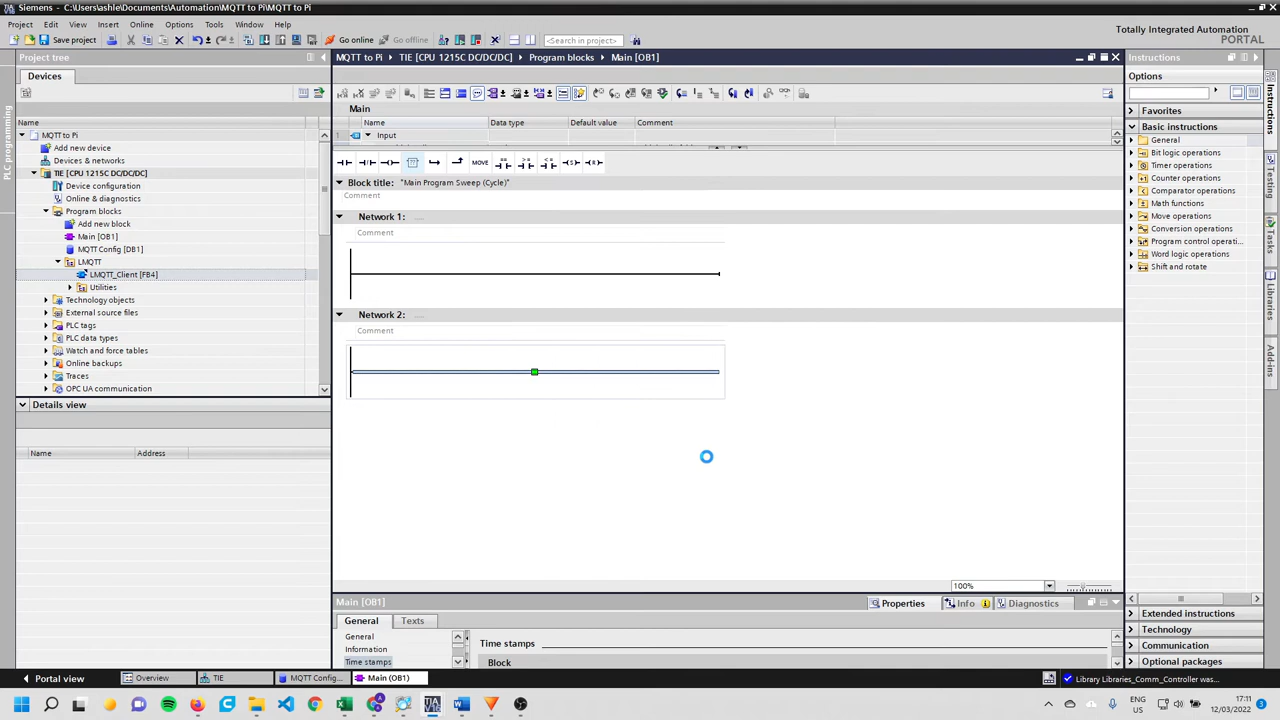 Siemens - C:\Users\ashle\Documents\Automation\MQTT to Pi\MQTT to Pi
Project Edit View Insert Online Options Tools Window Help
Totally Integrated Automation
PORTAL
Save project Go online Go offline <Search in project>
Project tree
MQTT to Pi TIE [CPU 1215C DC/DC/DC] Program blocks Main [OB1]
Instructions
Devices
Options
Name
Main
Name Data type Default value Comment
1 Input
MQTT to Pi
Add new device
Devices & networks
TIE [CPU 1215C DC/DC/DC]
Device configuration
Online & diagnostics
Program blocks
Add new block
Main [OB1]
MQTT Config [DB1]
LMQTT
LMQTT_Client [FB4]
Utilities
Technology objects
External source files
PLC tags
PLC data types
Watch and force tables
Online backups
Traces
OPC UA communication
Details view
Name Address
MOVE
Block title: "Main Program Sweep (Cycle)"
Comment
Network 1: .....
Comment
Network 2: .....
Comment
100%
Main [OB1]
Properties Info Diagnostics
General Texts
General
Information
Time stamps
Time stamps
Block
Favorites
Basic instructions
General
Bit logic operations
Timer operations
Counter operations
Comparator operations
Math functions
Move operations
Conversion operations
Program control operati...
Word logic operations
Shift and rotate
Extended instructions
Technology
Communication
Optional packages
PLC programming
Instructions
Testing
Tasks
Libraries
Add-ins
Portal view Overview TIE MQTT Config... Main (OB1)
Library Libraries_Comm_Controller was...
ENG
US
17:11
12/03/2022
3